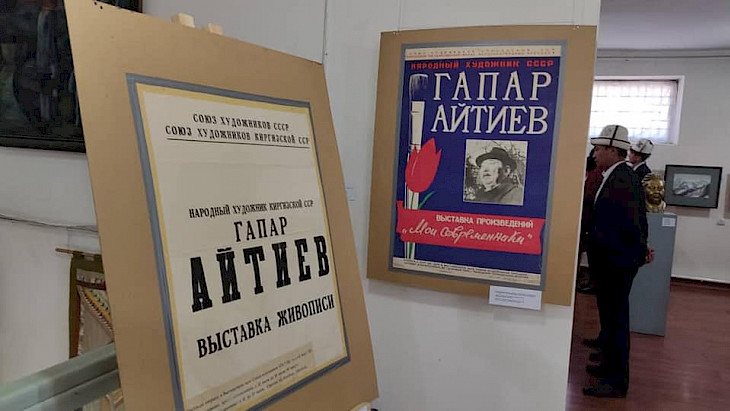 СОЮЗ ХУДОЖНИКОВ СССР
СОЮЗ ХУДОЖНИКОВ КИРГИЗСКОЙ ССР
НАРОДНЫЙ ХУДОЖНИК КИРГИЗСКОЙ ССР
ГАПАР
АЙТИЕВ
ВЫСТАВКА ЖИВОПИСИ
НАРОДНЫЙ ХУДОЖНИК СССР
ГАПАР
АЙТИЕВ
ВЫСТАВКА ПРОИЗВЕДЕНИЙ
„Мои современники“